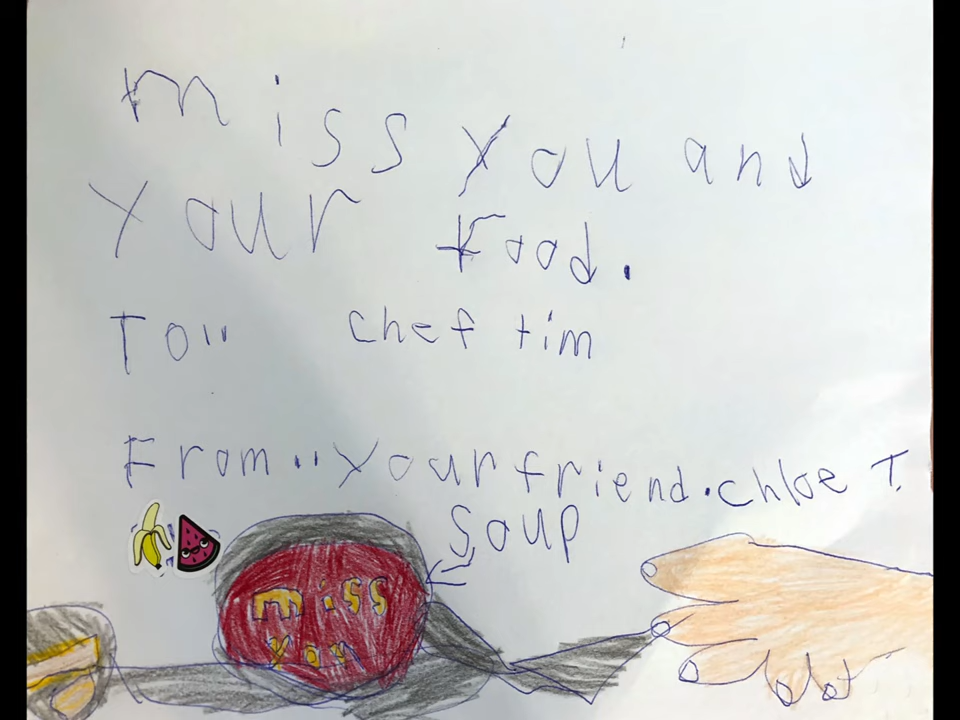 miss you and
your food.
To" chef tim
From.." your friend. chloe T.
soup
miss
you